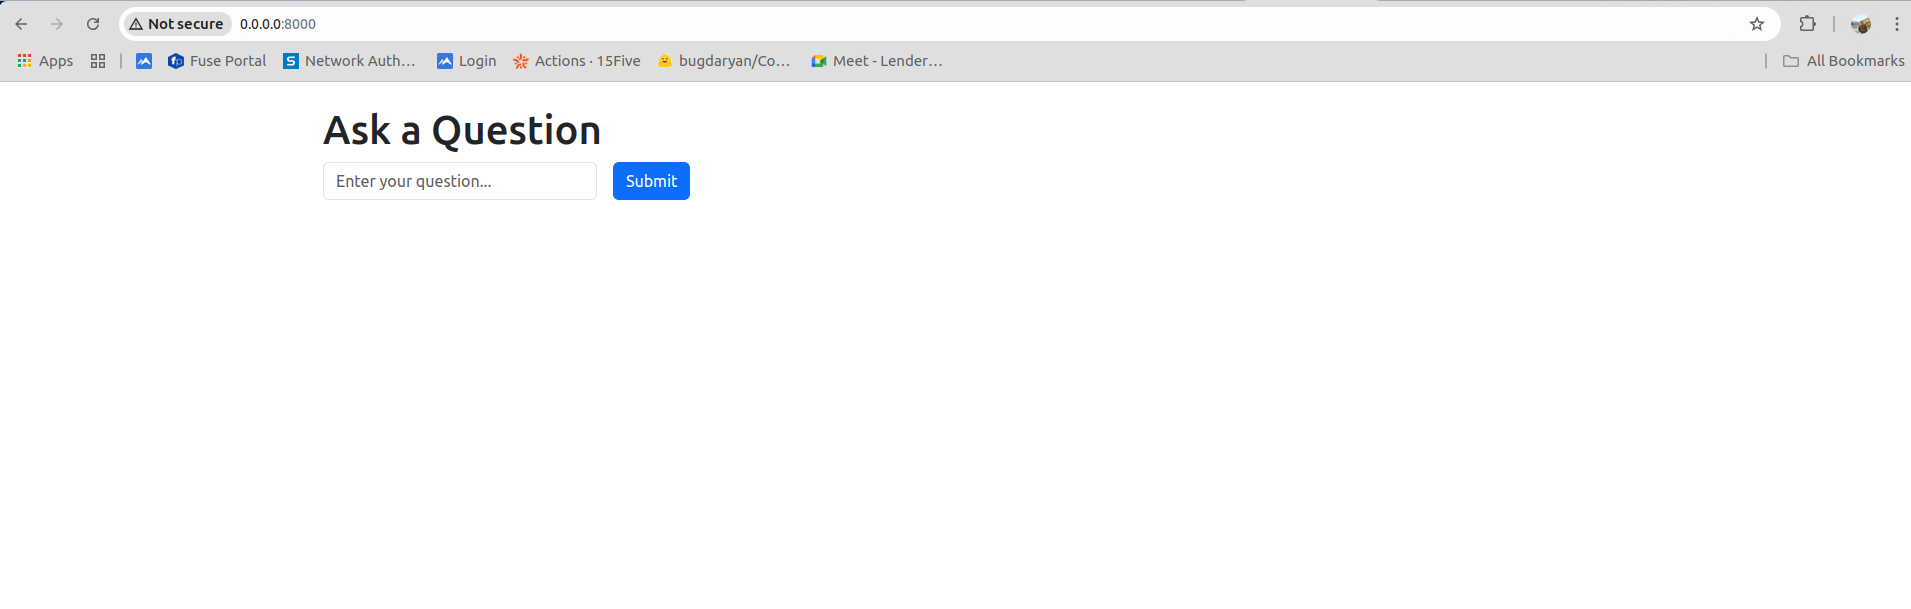 Not secure 0.0.0.0:8000
Apps Fuse Portal Network Auth... Login Actions · 15Five bugdaryan/Co... Meet - Lender... All Bookmarks
Ask a Question
Enter your question... Submit